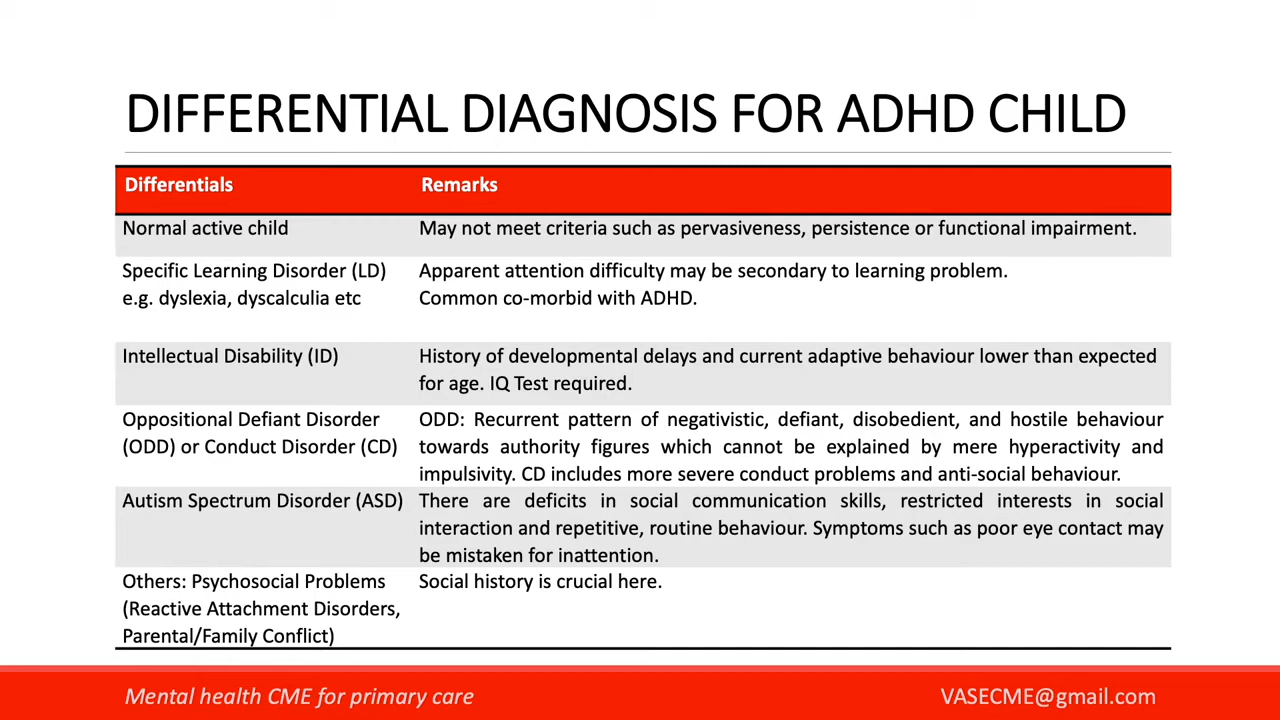 DIFFERENTIAL DIAGNOSIS FOR ADHD CHILD
Differentials
Remarks
Normal active child
May not meet criteria such as pervasiveness, persistence or functional impairment.
Specific Learning Disorder (LD)
e.g. dyslexia, dyscalculia etc
Apparent attention difficulty may be secondary to learning problem.
Common co-morbid with ADHD.
Intellectual Disability (ID)
History of developmental delays and current adaptive behaviour lower than expected
for age. IQ Test required.
Oppositional Defiant Disorder
(ODD) or Conduct Disorder (CD)
ODD: Recurrent pattern of negativistic, defiant, disobedient, and hostile behaviour
towards authority figures which cannot be explained by mere hyperactivity and
impulsivity. CD includes more severe conduct problems and anti-social behaviour.
Autism Spectrum Disorder (ASD)
There are deficits in social communication skills, restricted interests in social
interaction and repetitive, routine behaviour. Symptoms such as poor eye contact may
be mistaken for inattention.
Others: Psychosocial Problems
(Reactive Attachment Disorders,
Parental/Family Conflict)
Social history is crucial here.
Mental health CME for primary care
VASECME@gmail.com